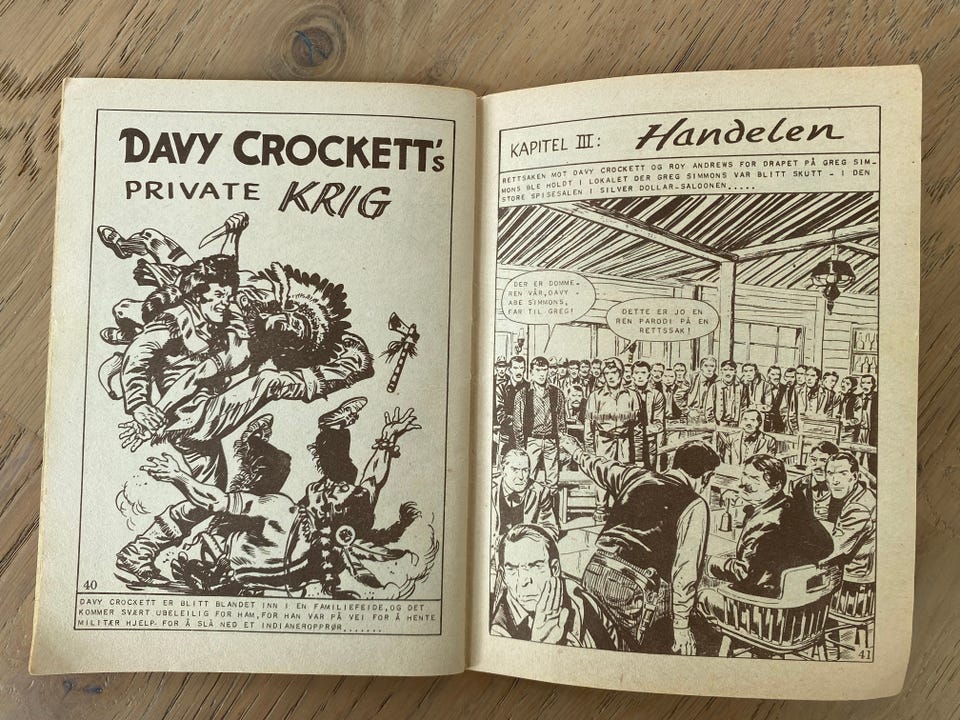 DAVY CROCKETT's
PRIVATE KRIG
40
DAVY CROCKETT ER BLITT BLANDET INN I EN FAMILIEFEIDE, OG DET
KOMMER SVÆRT UBELEILIG FOR HAM, FOR HAN VAR PÅ VEI FOR Å HENTE
MILITÆR HJELP FOR Å SLÅ NED ET INDIANEROPPRØR.......
KAPITEL III: Handelen
RETTSAKEN MOT DAVY CROCKETT OG ROY ANDREWS FOR DRAPET PÅ GREG SIM-
MONS BLE HOLDT I LOKALET DER GREG SIMMONS VAR BLITT SKUTT - I DEN
STORE SPISESALEN I SILVER DOLLAR-SALOONEN.....
DER ER DOMME-
REN VÅR, DAVY -
ABE SIMMONS,
FAR TIL GREG!
DETTE ER JO EN
REN PARODI PÅ EN
RETTSSAK!
41